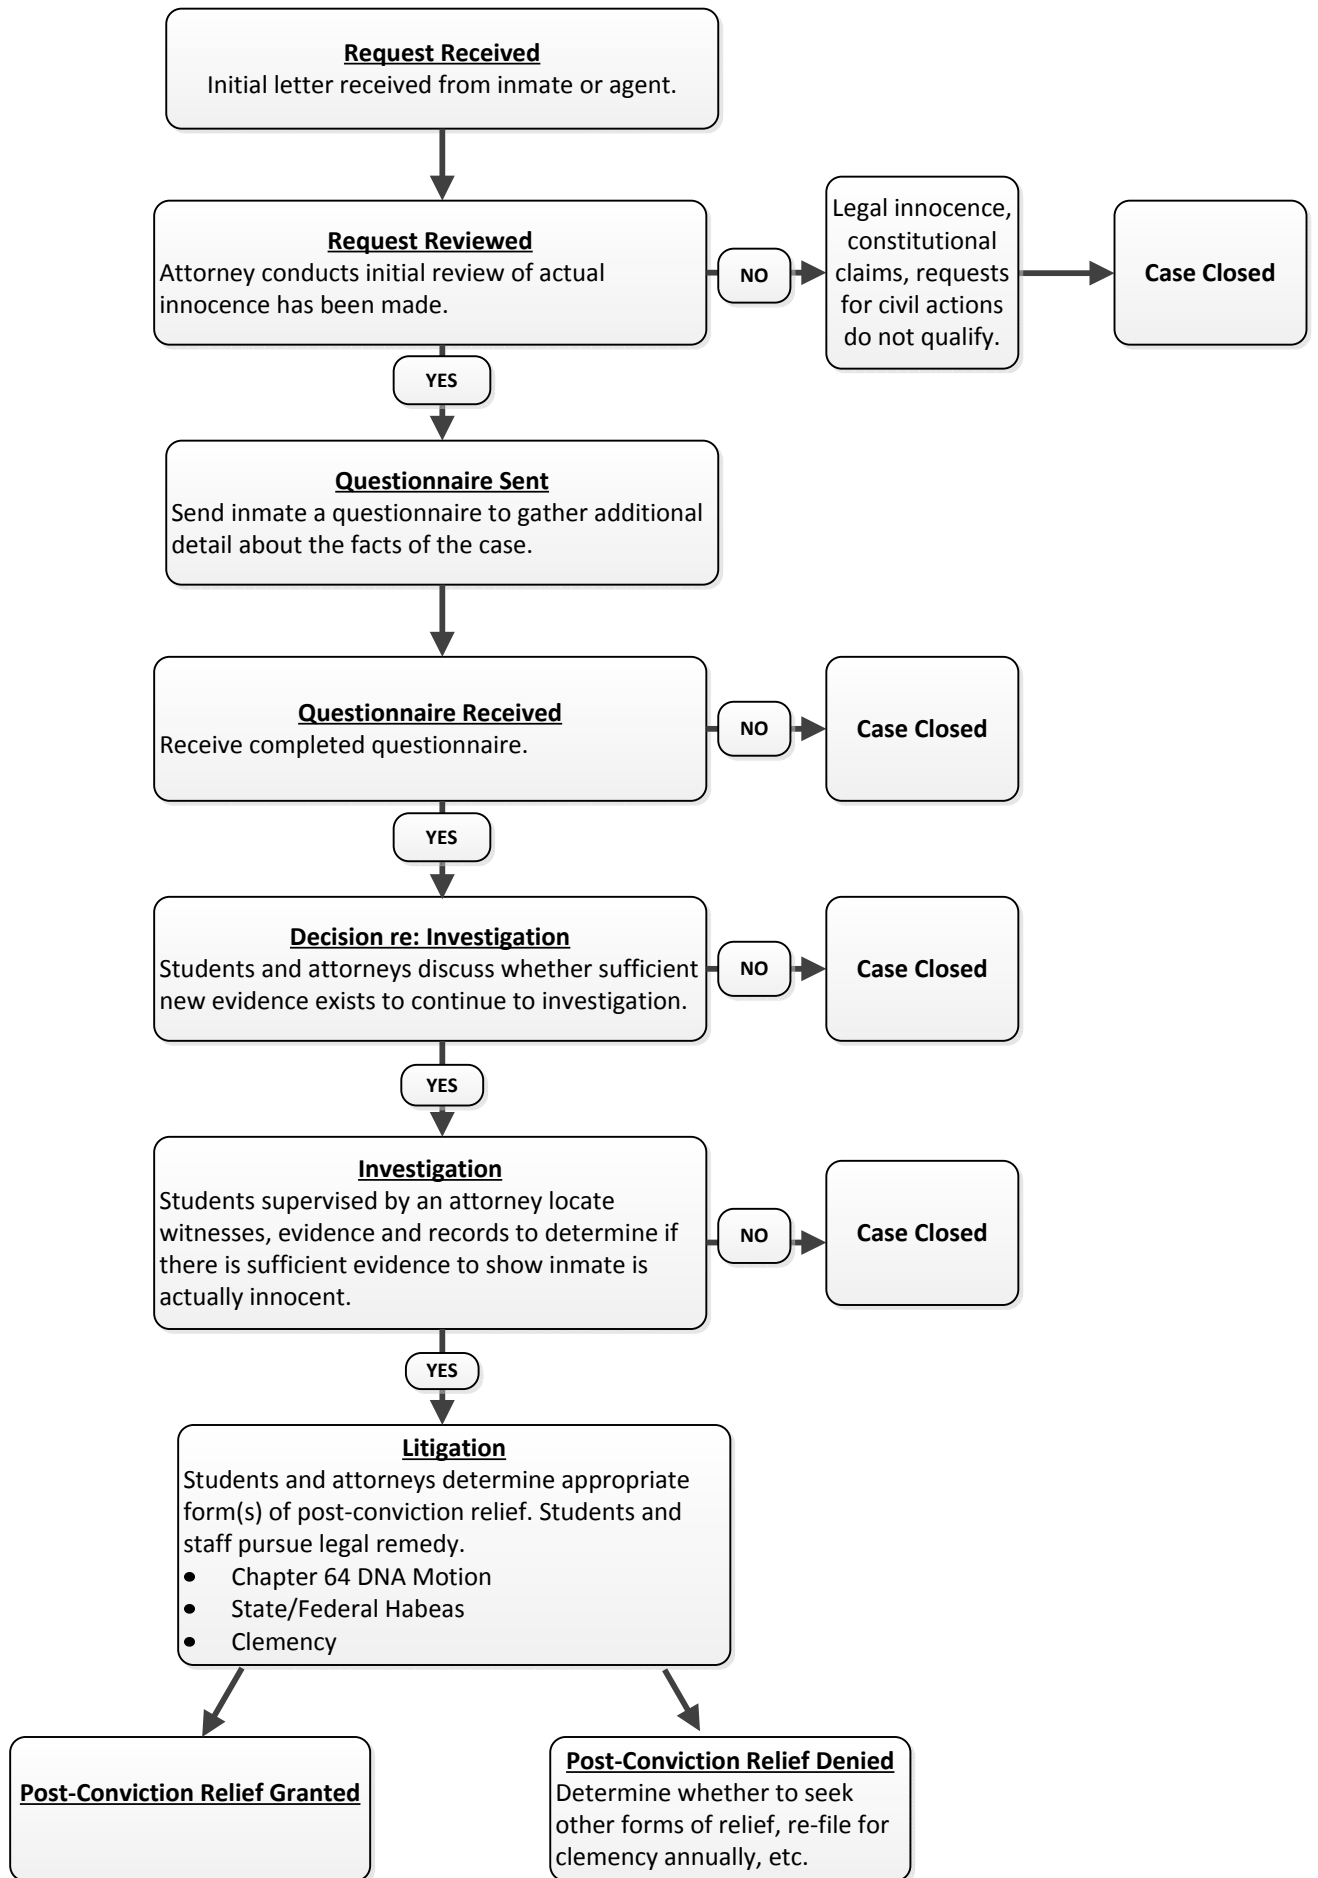 Request Received
Initial letter received from inmate or agent.
Request Reviewed
Attorney conducts initial review of actual
innocence has been made.
NO
Legal innocence,
constitutional
claims, requests
for civil actions
do not qualify.
Case Closed
YES
Questionnaire Sent
Send inmate a questionnaire to gather additional
detail about the facts of the case.
Questionnaire Received
Receive completed questionnaire.
NO
Case Closed
YES
Decision re: Investigation
Students and attorneys discuss whether sufficient
new evidence exists to continue to investigation.
NO
Case Closed
YES
Investigation
Students supervised by an attorney locate
witnesses, evidence and records to determine if
there is sufficient evidence to show inmate is
actually innocent.
NO
Case Closed
YES
Litigation
Students and attorneys determine appropriate
form(s) of post-conviction relief. Students and
staff pursue legal remedy.
• Chapter 64 DNA Motion
• State/Federal Habeas
• Clemency
Post-Conviction Relief Granted
Post-Conviction Relief Denied
Determine whether to seek
other forms of relief, re-file for
clemency annually, etc.